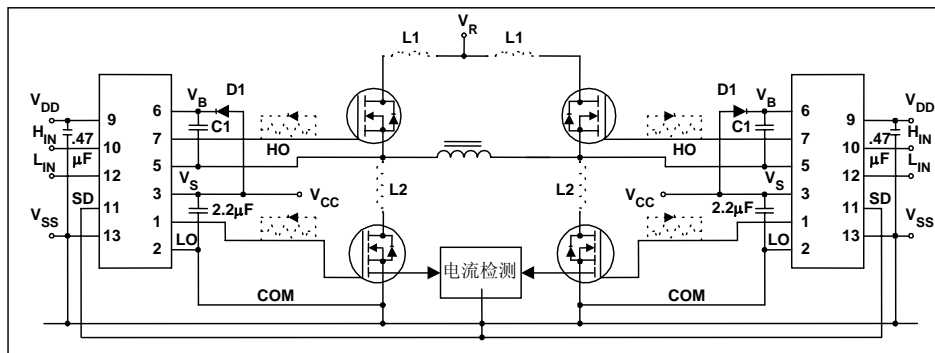 V_R
L1
L1
D1
D1
V_B
V_B
V_DD
V_DD
6
6
9
9
C1
C1
H_IN
H_IN
.47
.47
7
7
10
10
HO
HO
μF
μF
L_IN
L_IN
5
5
12
12
V_S
V_S
L2
L2
SD
SD
3
3
V_CC
V_CC
11
11
2.2μF
2.2μF
V_SS
V_SS
1
1
13
13
LO
LO
2
2
电流检测
COM
COM